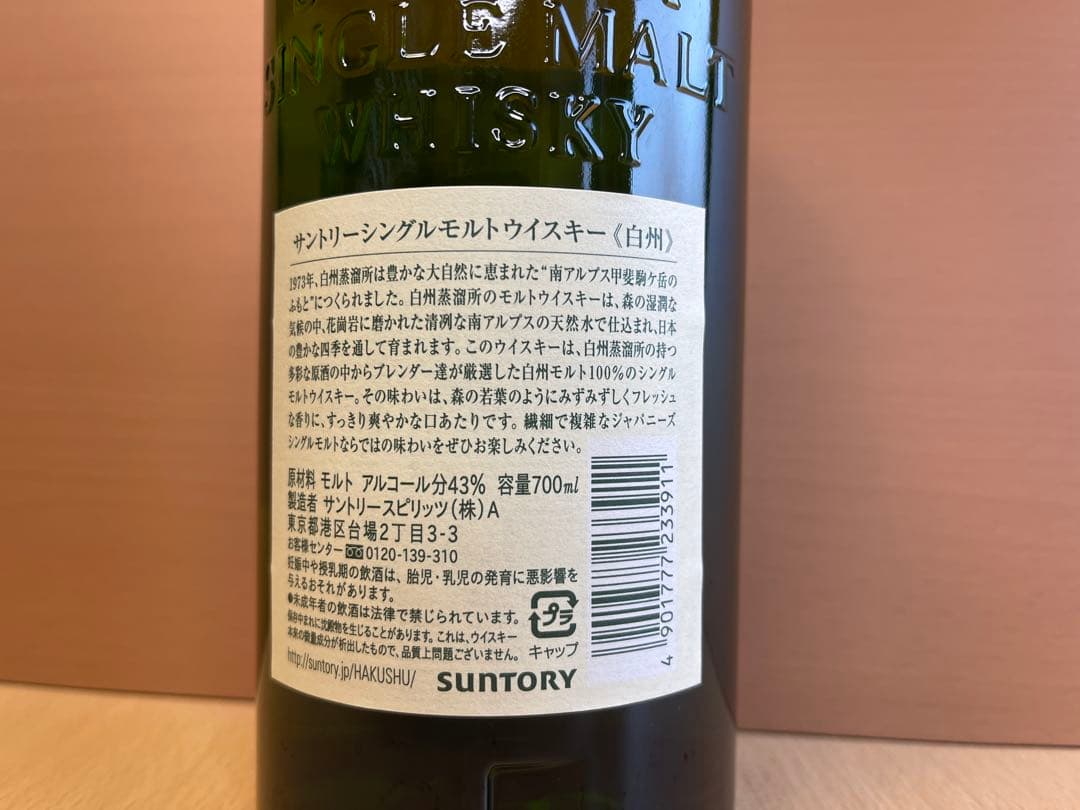 SINGLE MALT
WHISKY
サントリーシングルモルトウイスキー《白州》
1973年、白州蒸溜所は豊かな大自然に恵まれた“南アルプス甲斐駒ケ岳の
ふもと”につくられました。白州蒸溜所のモルトウイスキーは、森の湿潤な
気候の中、花崗岩に磨かれた清冽な南アルプスの天然水で仕込まれ、日本
の豊かな四季を通して育まれます。このウイスキーは、白州蒸溜所の持つ
多彩な原酒の中からブレンダー達が厳選した白州モルト100%のシングル
モルトウイスキー。その味わいは、森の若葉のようにみずみずしくフレッシュ
な香りに、すっきり爽やかな口あたりです。繊細で複雑なジャパニーズ
シングルモルトならではの味わいをぜひお楽しみください。
原材料 モルト アルコール分43% 容量700ml
製造者 サントリースピリッツ(株)A
東京都港区台場2丁目3-3
お客様センター 0120-139-310
妊娠中や授乳期の飲酒は、胎児・乳児の発育に悪影響を
与えるおそれがあります。
●未成年者の飲酒は法律で禁じられています。
保存中まれに沈殿物を生じることがあります。これは、ウイスキー
本来の微量成分が析出したもので、品質上問題ございません。
プラ
キャップ
http://suntory.jp/HAKUSHU/
SUNTORY
4 901777 233911